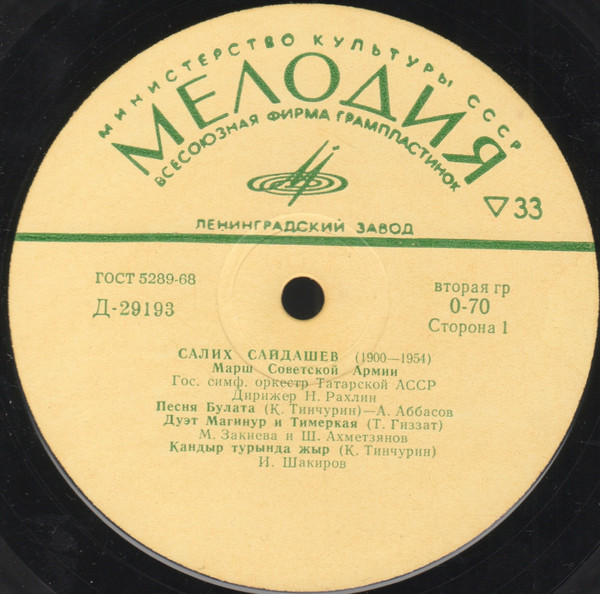 МИНИСТЕРСТВО КУЛЬТУРЫ СССР
МЕЛОДИЯ
ВСЕСОЮЗНАЯ ФИРМА ГРАМПЛАСТИНОК
33
ЛЕНИНГРАДСКИЙ ЗАВОД
ГОСТ 5289-68
Д-29193
вторая гр
0-70
Сторона 1
САЛИХ САЙДАШЕВ (1900—1954)
Марш Советской Армии
Гос. симф. оркестр Татарской АССР
Дирижер Н. Рахлин
Песня Булата (К. Тинчурин)—А. Аббасов
Дуэт Магинур и Тимеркая (Т. Гиззат)
М. Закиева и Ш. Ахметзянов
Кандыр турында жыр (К. Тинчурин)
И. Шакиров